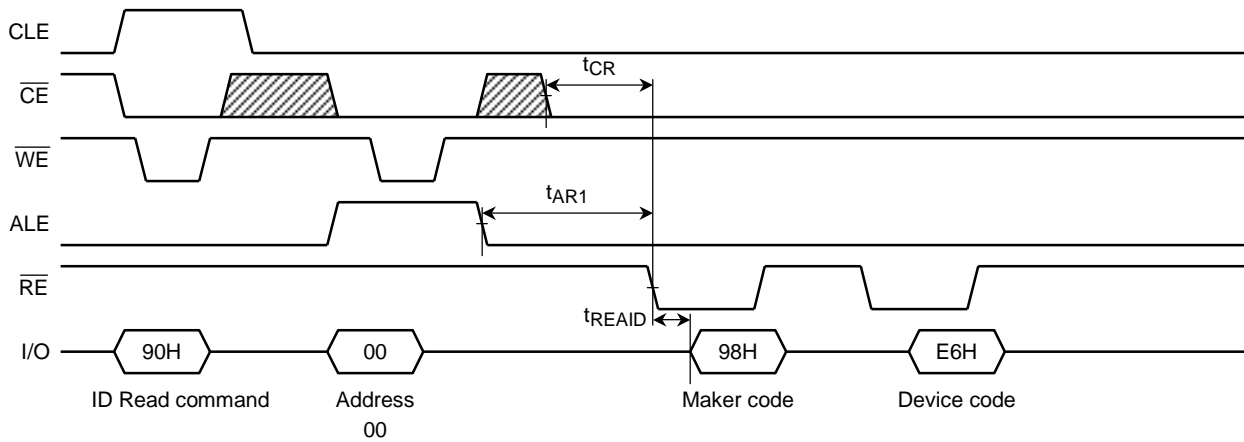 CLE
CE
tCR
WE
tAR1
ALE
RE
tREAID
I/O 90H 00 98H E6H
ID Read command Address Maker code Device code
00